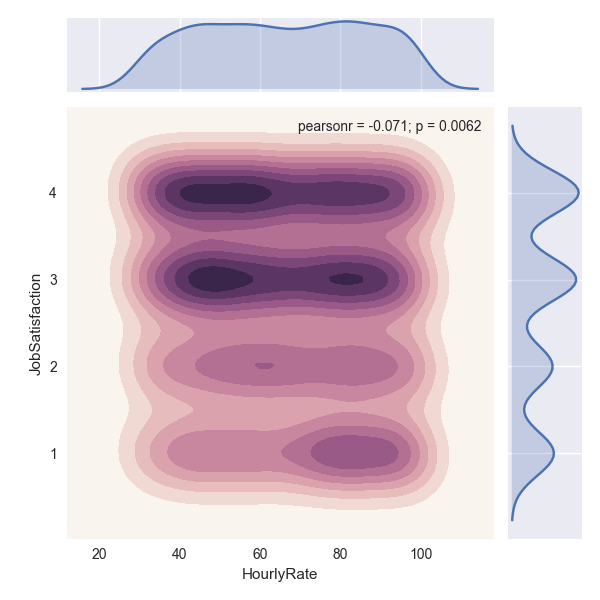 pearsonr = -0.071; p = 0.0062
4
3
2
1
JobSatisfaction
20 40 60 80 100
HourlyRate